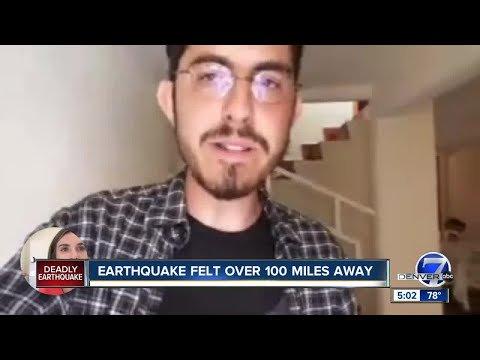 DEADLY
EARTHQUAKE
EARTHQUAKE FELT OVER 100 MILES AWAY
DENVER 7 abc
5:02 78°